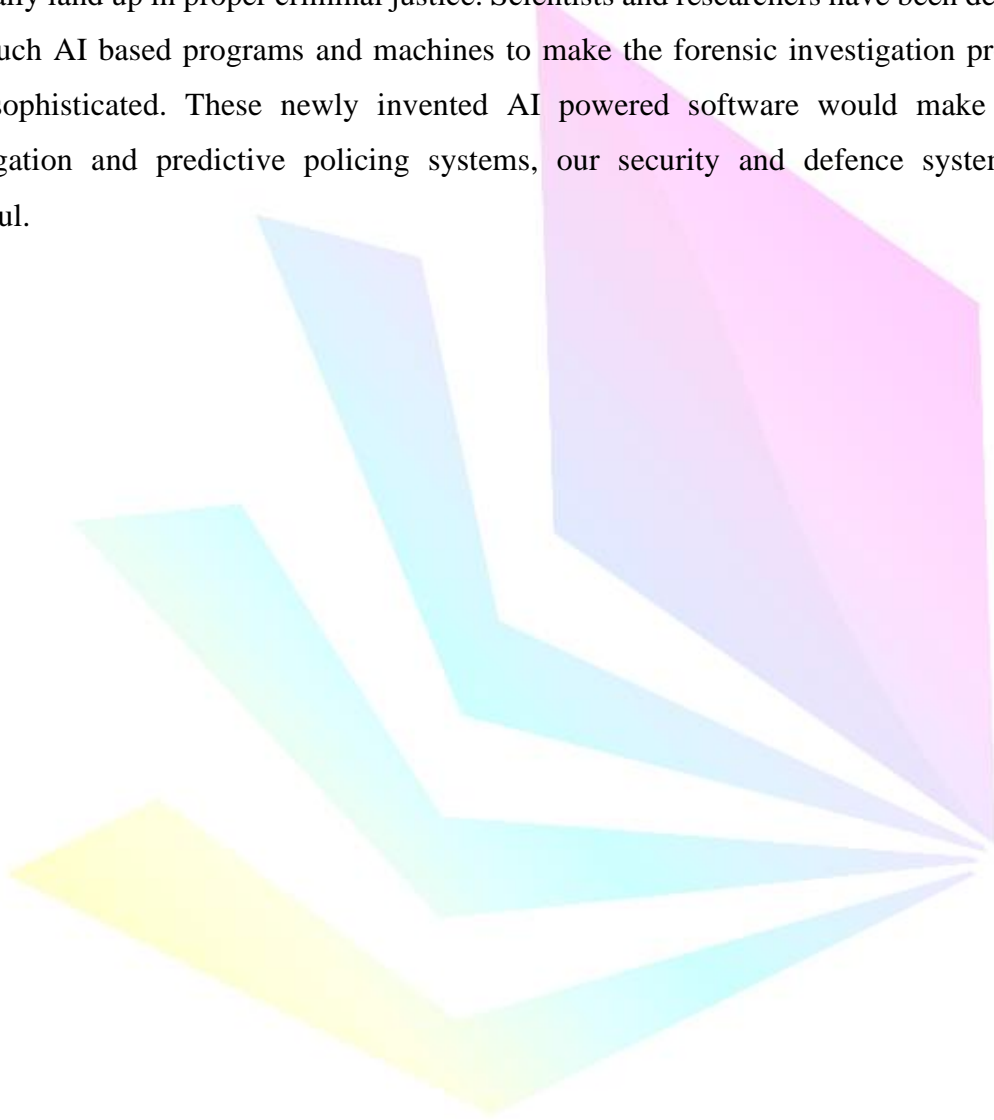 ally land up in proper criminal justice. Scientists and researchers have been de
uch AI based programs and machines to make the forensic investigation pr
sophisticated. These newly invented AI powered software would make
gation and predictive policing systems, our security and defence system
ul.